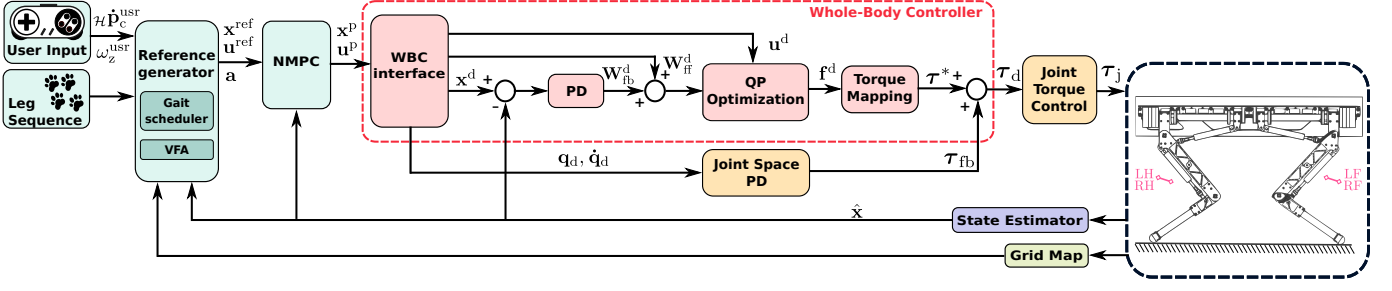 User Input
Leg
Sequence
ℋṗ_c^usr
ω_z^usr
Reference
generator
Gait
scheduler
VFA
x^ref
u^ref
a
NMPC
x^p
u^p
Whole-Body Controller
WBC
interface
x^d
+
-
PD
W_fb^d
W_ff^d
+
+
u^d
QP
Optimization
f^d
Torque
Mapping
τ*
+
+
τ_d
Joint
Torque
Control
τ_j
q_d, q̇_d
Joint Space
PD
τ_fb
LH
RH
LF
RF
x̂
State Estimator
Grid Map